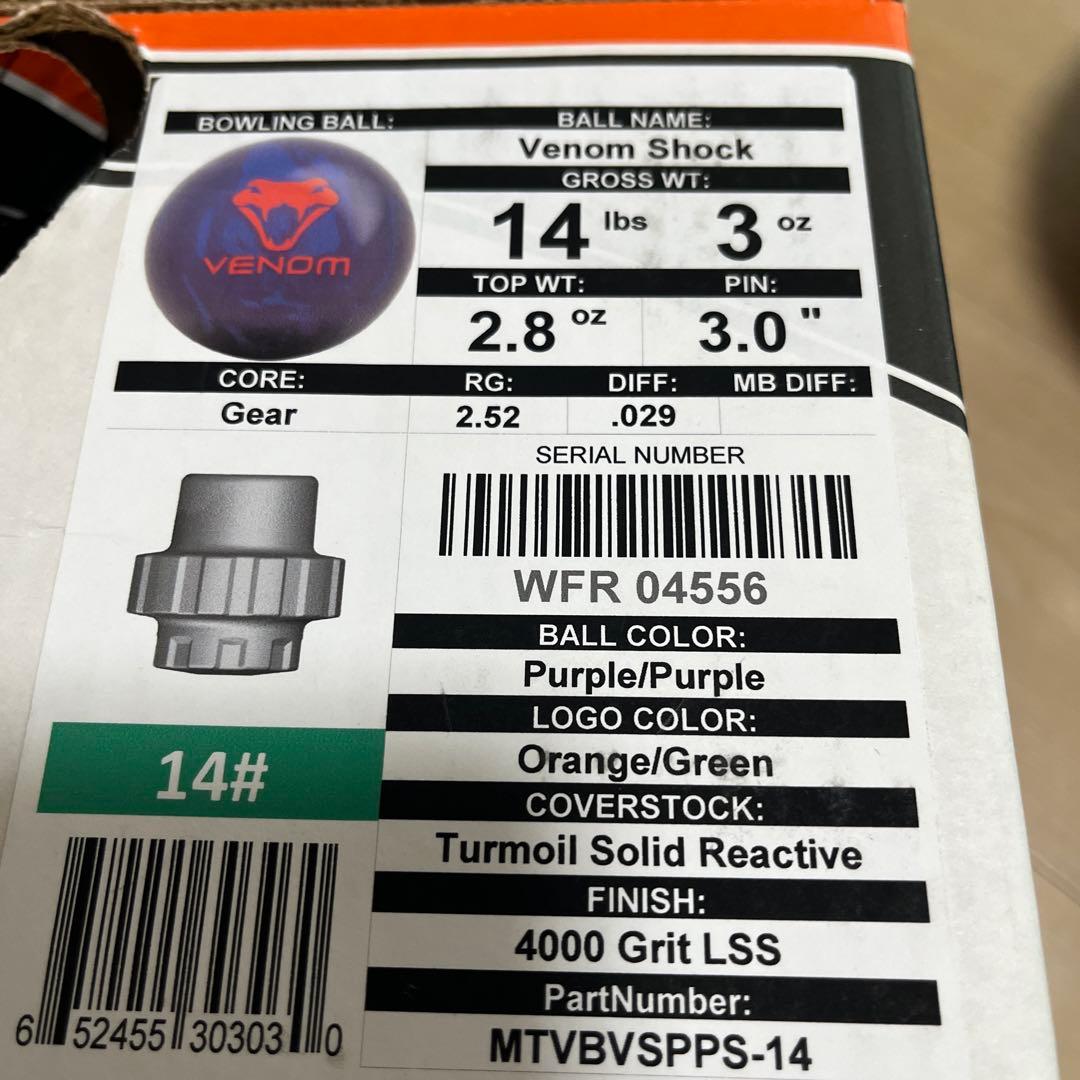 BOWLING BALL:
BALL NAME:
Venom Shock
GROSS WT:
14 lbs 3 oz
VENOM
TOP WT: PIN:
2.8 oz 3.0 "
CORE: RG: DIFF: MB DIFF:
Gear 2.52 .029
SERIAL NUMBER
WFR 04556
BALL COLOR:
Purple/Purple
LOGO COLOR:
Orange/Green
14#
COVERSTOCK:
Turmoil Solid Reactive
FINISH:
4000 Grit LSS
PartNumber:
MTVBVSPPS-14
6 52455 30303 0